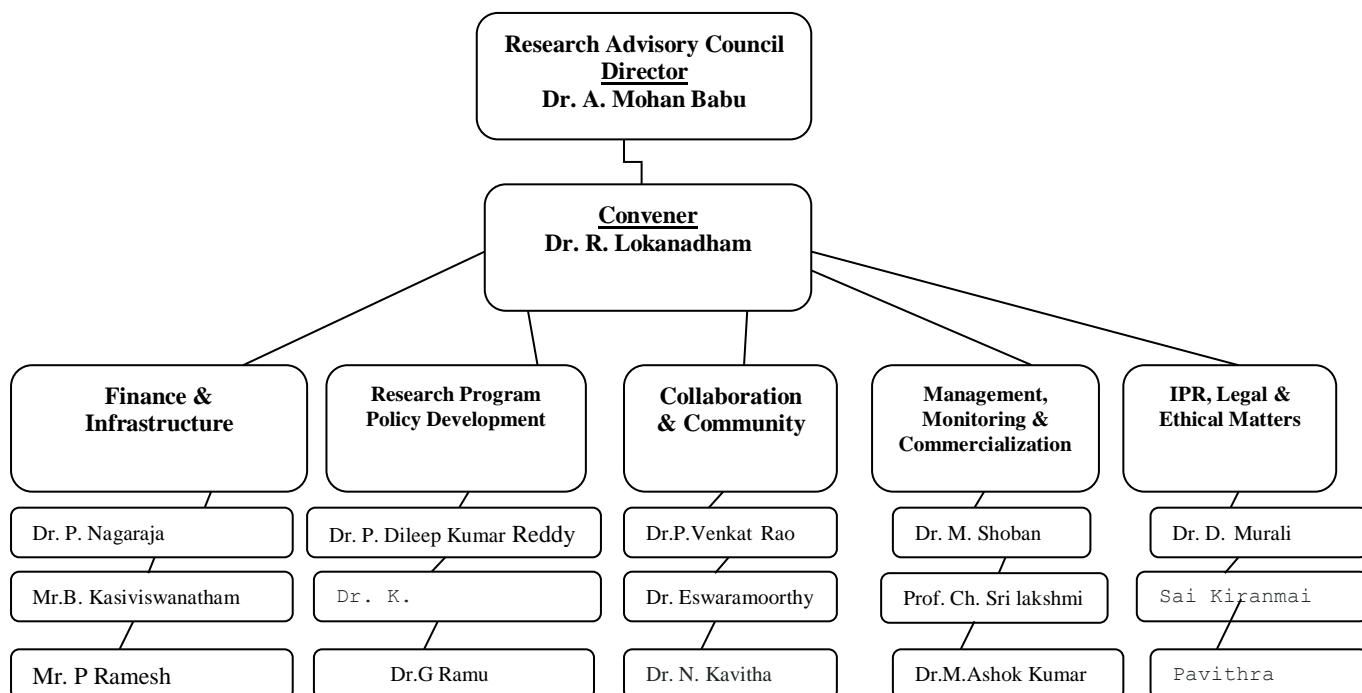 Research Advisory Council
Director
Dr. A. Mohan Babu
Convener
Dr. R. Lokanadham
Finance &
Infrastructure
Research Program
Policy Development
Collaboration
& Community
Management,
Monitoring &
Commercialization
IPR, Legal &
Ethical Matters
Dr. P. Nagaraja
Dr. P. Dileep Kumar Reddy
Dr.P.Venkat Rao
Dr. M. Shoban
Dr. D. Murali
Mr.B. Kasiviswanatham
Dr. K.
Dr. Eswaramoorthy
Prof. Ch. Sri lakshmi
Sai Kiranmai
Mr. P Ramesh
Dr.G Ramu
Dr. N. Kavitha
Dr.M.Ashok Kumar
Pavithra